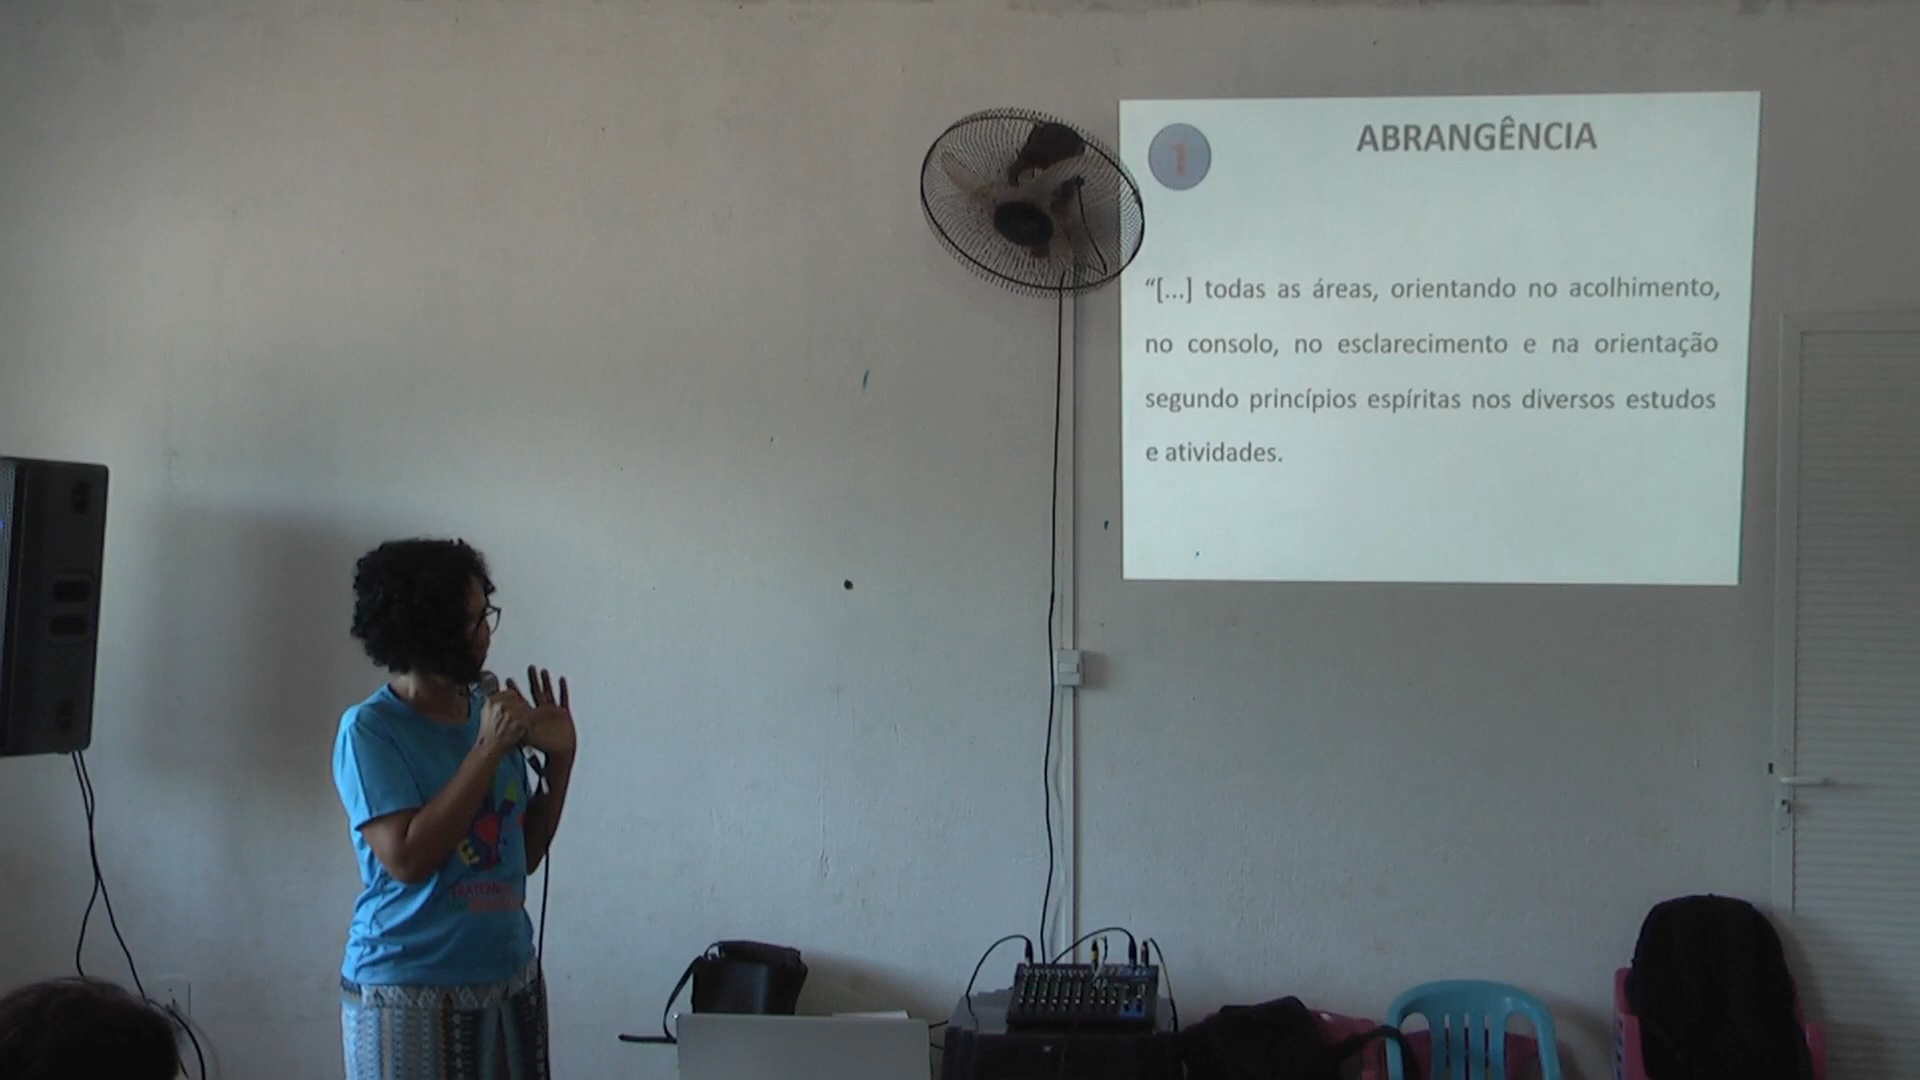 1
ABRANGÊNCIA
“[...] todas as áreas, orientando no acolhimento,
no consolo, no esclarecimento e na orientação
segundo princípios espíritas nos diversos estudos
e atividades.